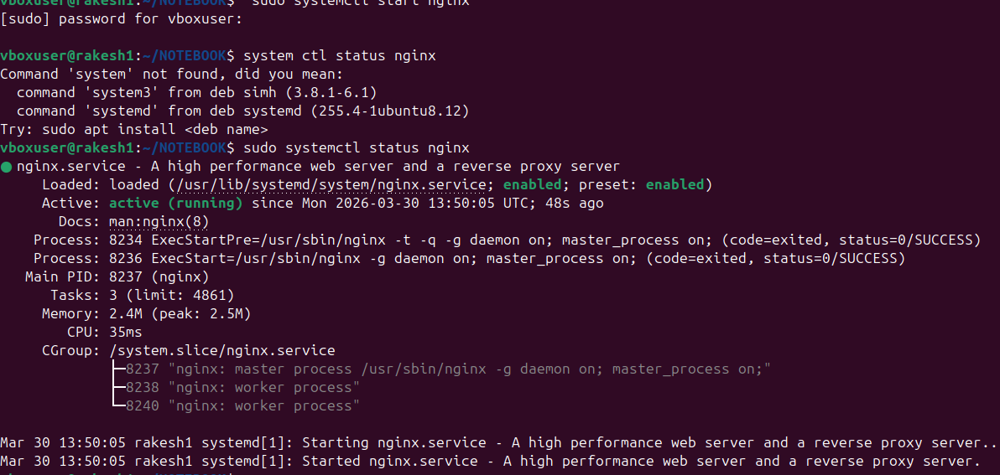 vboxuser@rakesh1:~/NOTEBOOK$  sudo systemctl start nginx
[sudo] password for vboxuser:
vboxuser@rakesh1:~/NOTEBOOK$ system ctl status nginx
Command 'system' not found, did you mean:
  command 'system3' from deb simh (3.8.1-6.1)
  command 'systemd' from deb systemd (255.4-1ubuntu8.12)
Try: sudo apt install <deb name>
vboxuser@rakesh1:~/NOTEBOOK$ sudo systemctl status nginx
● nginx.service - A high performance web server and a reverse proxy server
     Loaded: loaded (/usr/lib/systemd/system/nginx.service; enabled; preset: enabled)
     Active: active (running) since Mon 2026-03-30 13:50:05 UTC; 48s ago
       Docs: man:nginx(8)
    Process: 8234 ExecStartPre=/usr/sbin/nginx -t -q -g daemon on; master_process on; (code=exited, status=0/SUCCESS)
    Process: 8236 ExecStart=/usr/sbin/nginx -g daemon on; master_process on; (code=exited, status=0/SUCCESS)
   Main PID: 8237 (nginx)
      Tasks: 3 (limit: 4861)
     Memory: 2.4M (peak: 2.5M)
        CPU: 35ms
     CGroup: /system.slice/nginx.service
             ├─8237 "nginx: master process /usr/sbin/nginx -g daemon on; master_process on;"
             ├─8238 "nginx: worker process"
             └─8240 "nginx: worker process"
Mar 30 13:50:05 rakesh1 systemd[1]: Starting nginx.service - A high performance web server and a reverse proxy server..
Mar 30 13:50:05 rakesh1 systemd[1]: Started nginx.service - A high performance web server and a reverse proxy server.